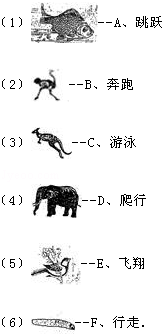 (1) --A、跳跃
(2) --B、奔跑
(3) --C、游泳
(4) --D、爬行
(5) --E、飞翔
(6) --F、行走.